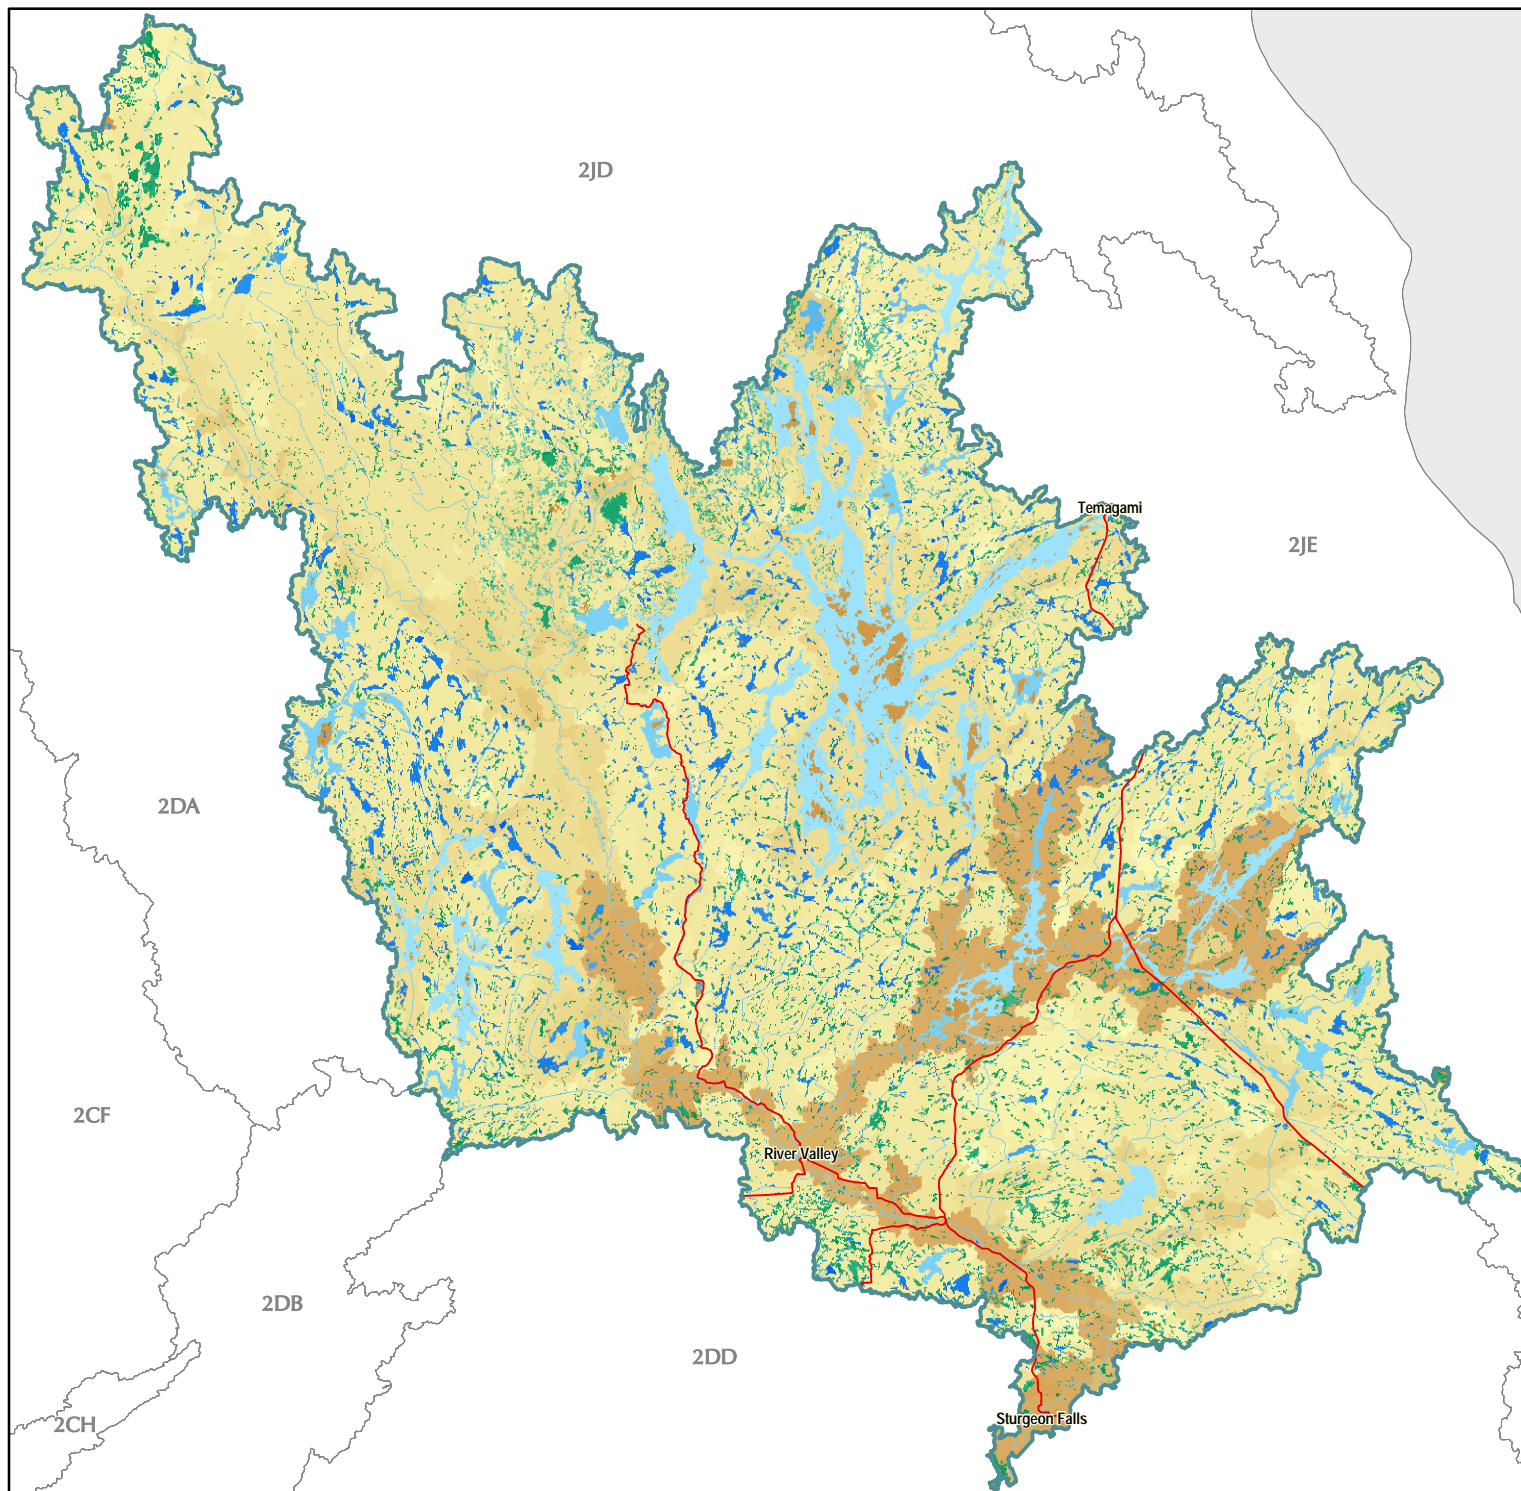 2JD
Temagami
2JE
2DA
2CF
River Valley
2DB
2DD
2CH
Sturgeon Falls